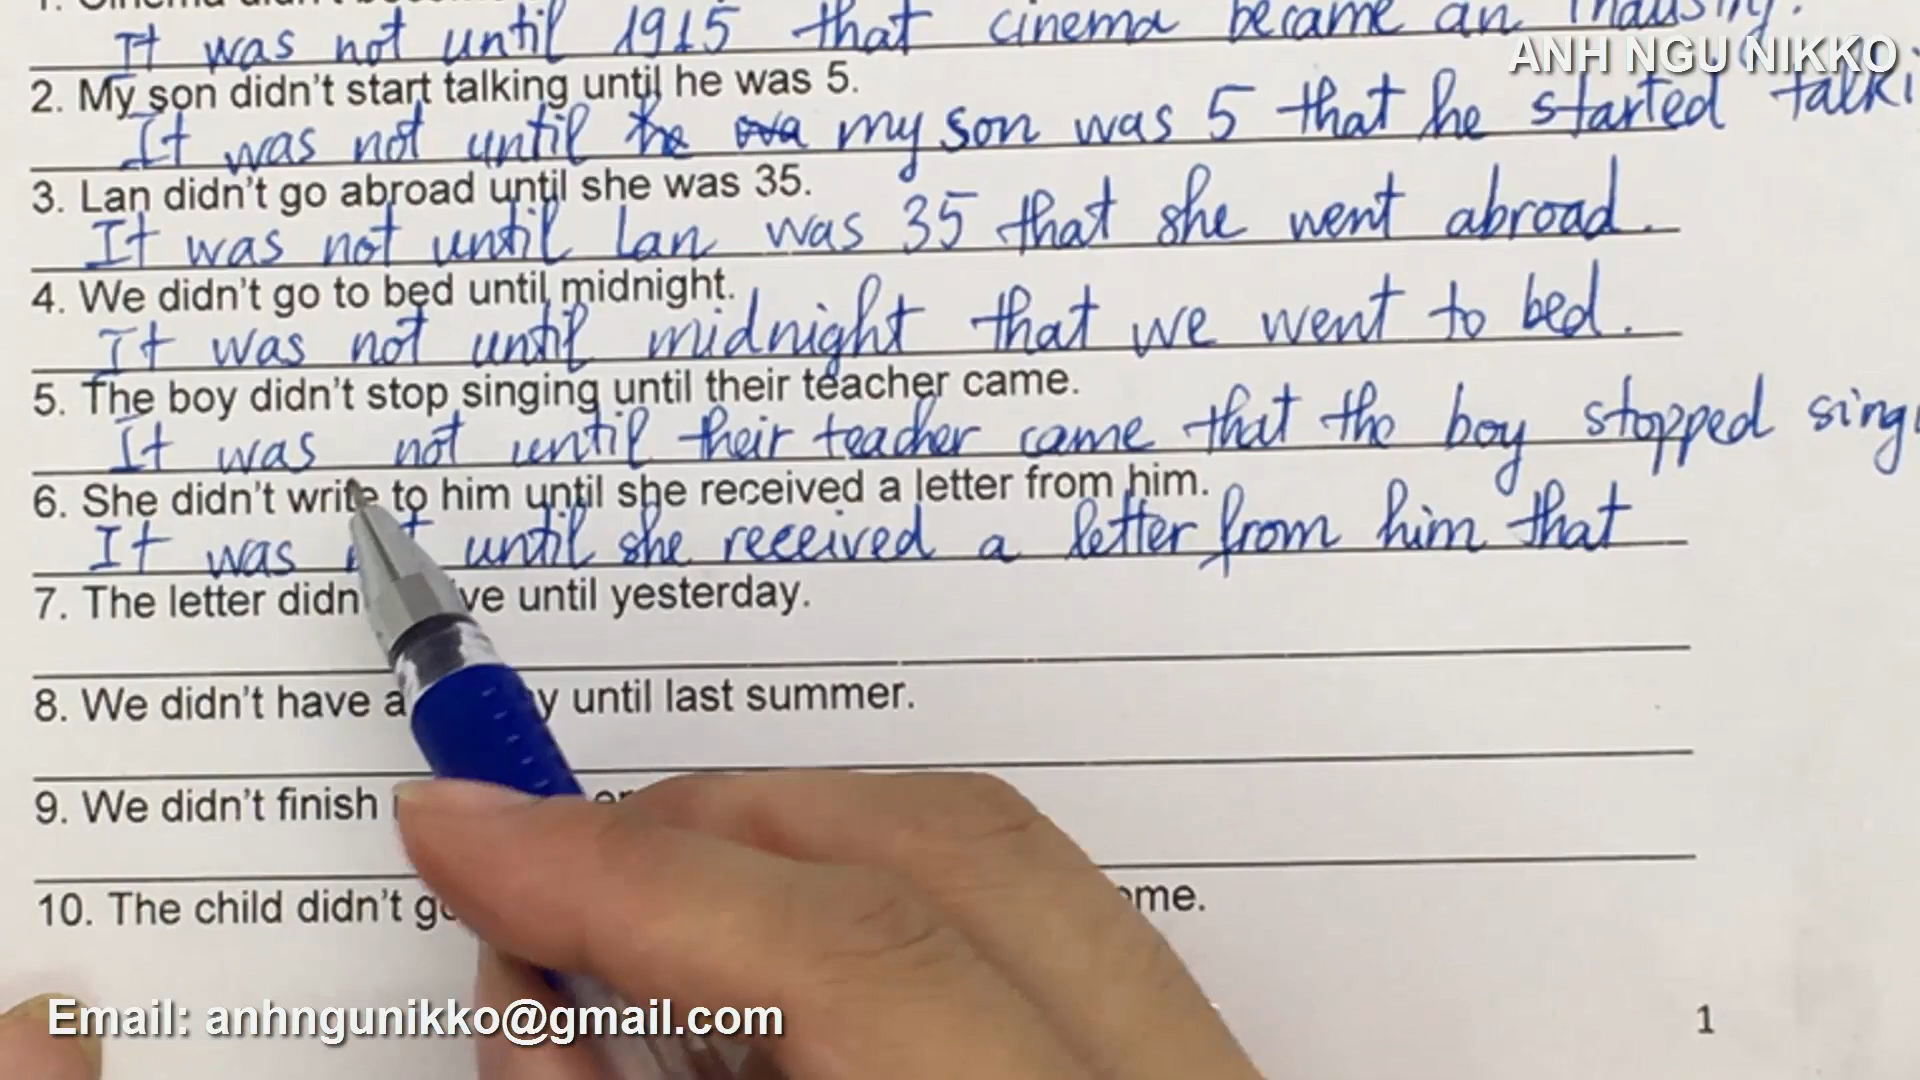 It was not until 1915 that cinema became an
ANH NGU NIKKO
2. My son didn't start talking until he was 5.
It was not until he my son was 5 that he started talki
3. Lan didn't go abroad until she was 35.
It was not until Lan was 35 that she went abroad.
4. We didn't go to bed until midnight.
It was not until midnight that we went to bed.
5. The boy didn't stop singing until their teacher came.
It was not until their teacher came that the boy stopped sing
6. She didn't write to him until she received a letter from him.
It was until she received a letter from him that
7. The letter didn ve until yesterday.
8. We didn't have a y until last summer.
9. We didn't finish
10. The child didn't g ome.
Email: anhngunikko@gmail.com
1